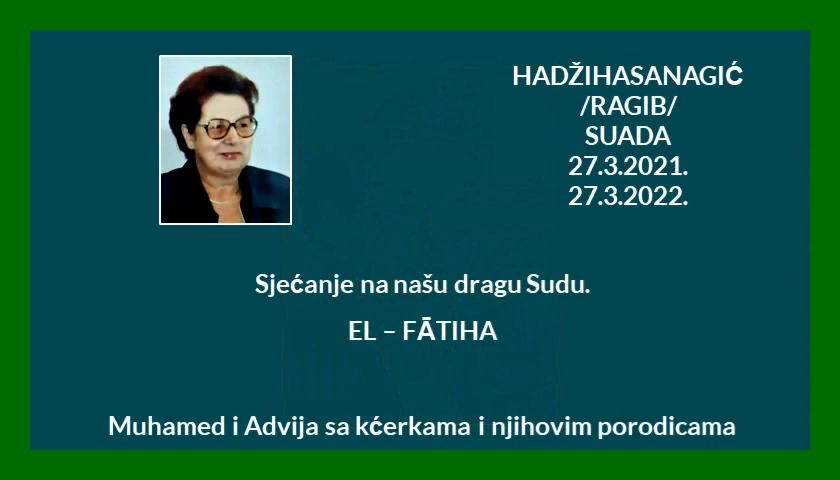 HADŽIHASANAGIĆ
/RAGIB/
SUADA
27.3.2021.
27.3.2022.
Sjećanje na našu dragu Sudu.
EL – FĀTIHA
Muhamed i Advija sa kćerkama i njihovim porodicama